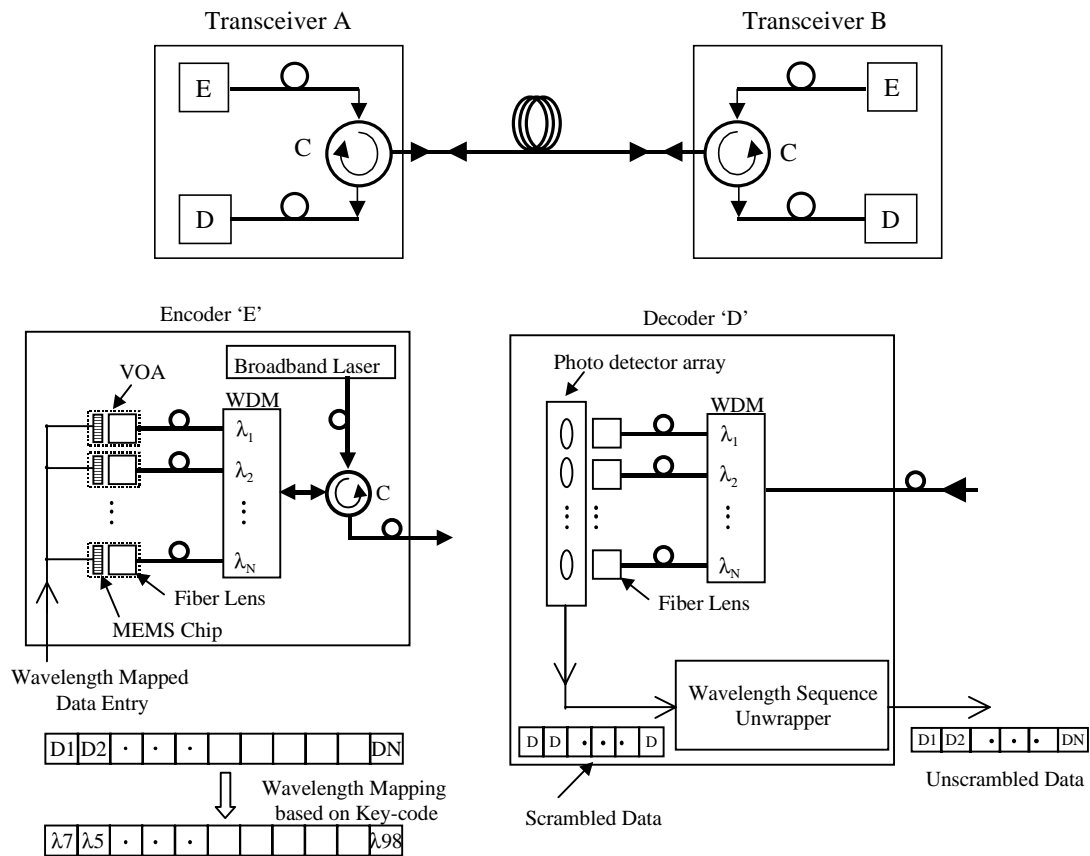 Transceiver A
Transceiver B
E
C
D
E
C
D
Encoder ‘E’
VOA
Broadband Laser
WDM
λ1
λ2
λN
C
Fiber Lens
MEMS Chip
Wavelength Mapped
Data Entry
D1 D2 · · · DN
Wavelength Mapping
based on Key-code
λ7 λ5 · · · λ98
Decoder ‘D’
Photo detector array
WDM
λ1
λ2
λN
Fiber Lens
Wavelength Sequence
Unwrapper
D D · · · D
Scrambled Data
D1 D2 · · · DN
Unscrambled Data